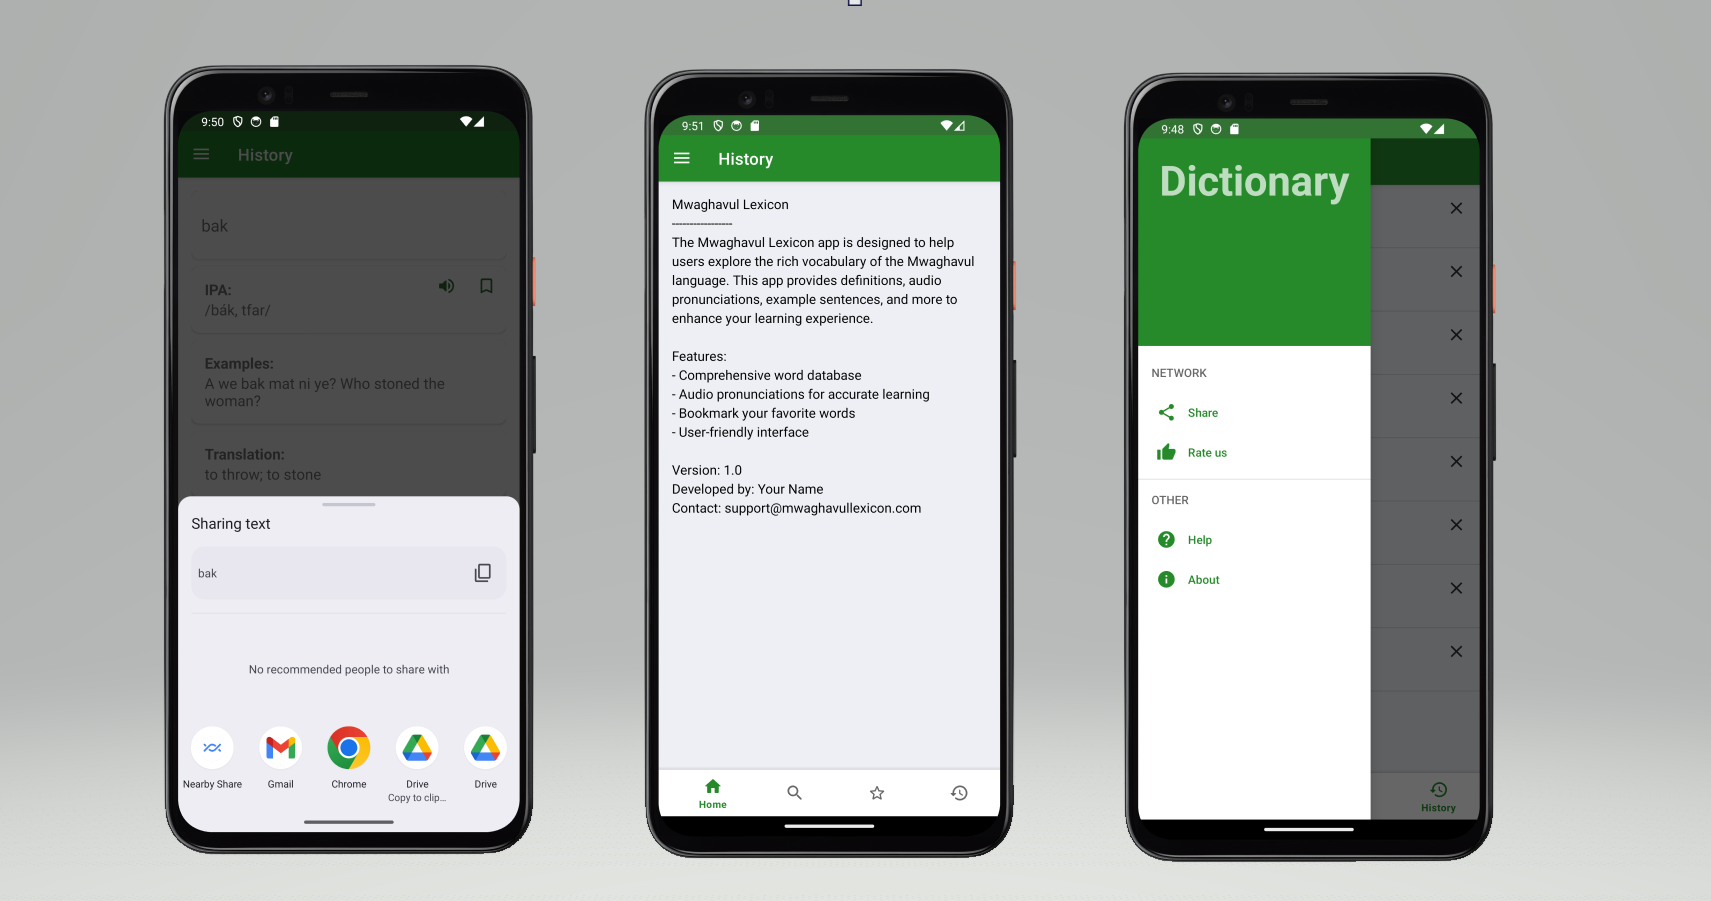 9:50
History
bak
IPA:
/bák, tfar/
Examples:
A we bak mat ni ye? Who stoned the
woman?
Translation:
to throw; to stone
Sharing text
bak
No recommended people to share with
Nearby Share
Gmail
Chrome
Drive
Copy to clip...
Drive
9:51
History
Mwaghavul Lexicon
-----------------
The Mwaghavul Lexicon app is designed to help
users explore the rich vocabulary of the Mwaghavul
language. This app provides definitions, audio
pronunciations, example sentences, and more to
enhance your learning experience.
Features:
- Comprehensive word database
- Audio pronunciations for accurate learning
- Bookmark your favorite words
- User-friendly interface
Version: 1.0
Developed by: Your Name
Contact: support@mwaghavullexicon.com
Home
9:48
Dictionary
NETWORK
Share
Rate us
OTHER
Help
About
History